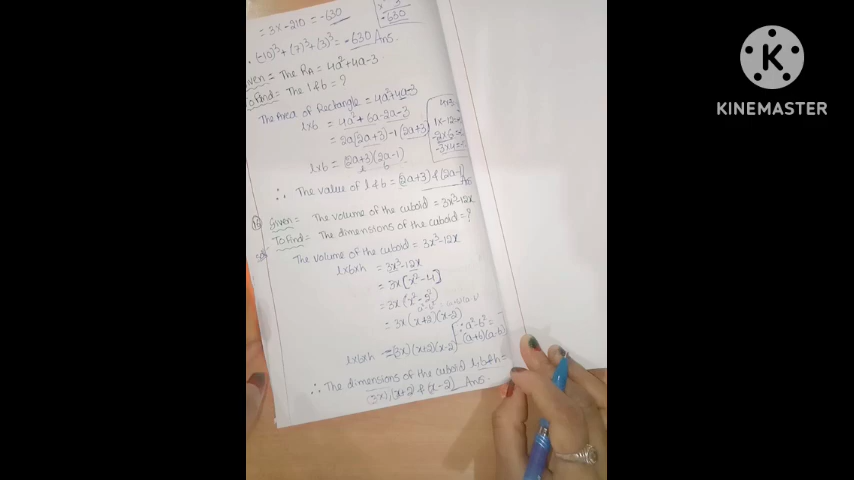 = 3x-210 = -630
-630
(-10)³ + (7)³ + (3)³ = -630 Ans.
Given = The RA = 4a²+4a-3
To Find = The l & b = ?
The Area of Rectangle = 4a²+4a-3
l×b = 4a²+6a-2a-3
= 2a(2a+3)-1(2a+3)
l×b = (2a+3)(2a-1)
l b
∴ The value of l & b = (2a+3) & (2a-1)
Ans
Given = The volume of the cuboid = 3x³-12x
To Find = The dimensions of the cuboid = ?
The volume of the cuboid = 3x³-12x
l×b×h = 3x³-12x
= 3x[x²-4]
= 3x(x²-2²)
a²-b²
= 3x(x+2)(x-2)
∴ a²-b² =
(a+b)(a-b)
l×b×h = (3x)(x+2)(x-2)
∴ The dimensions of the cuboid l, b & h =
(3x), (x+2) & (x-2) Ans.
KINEMASTER